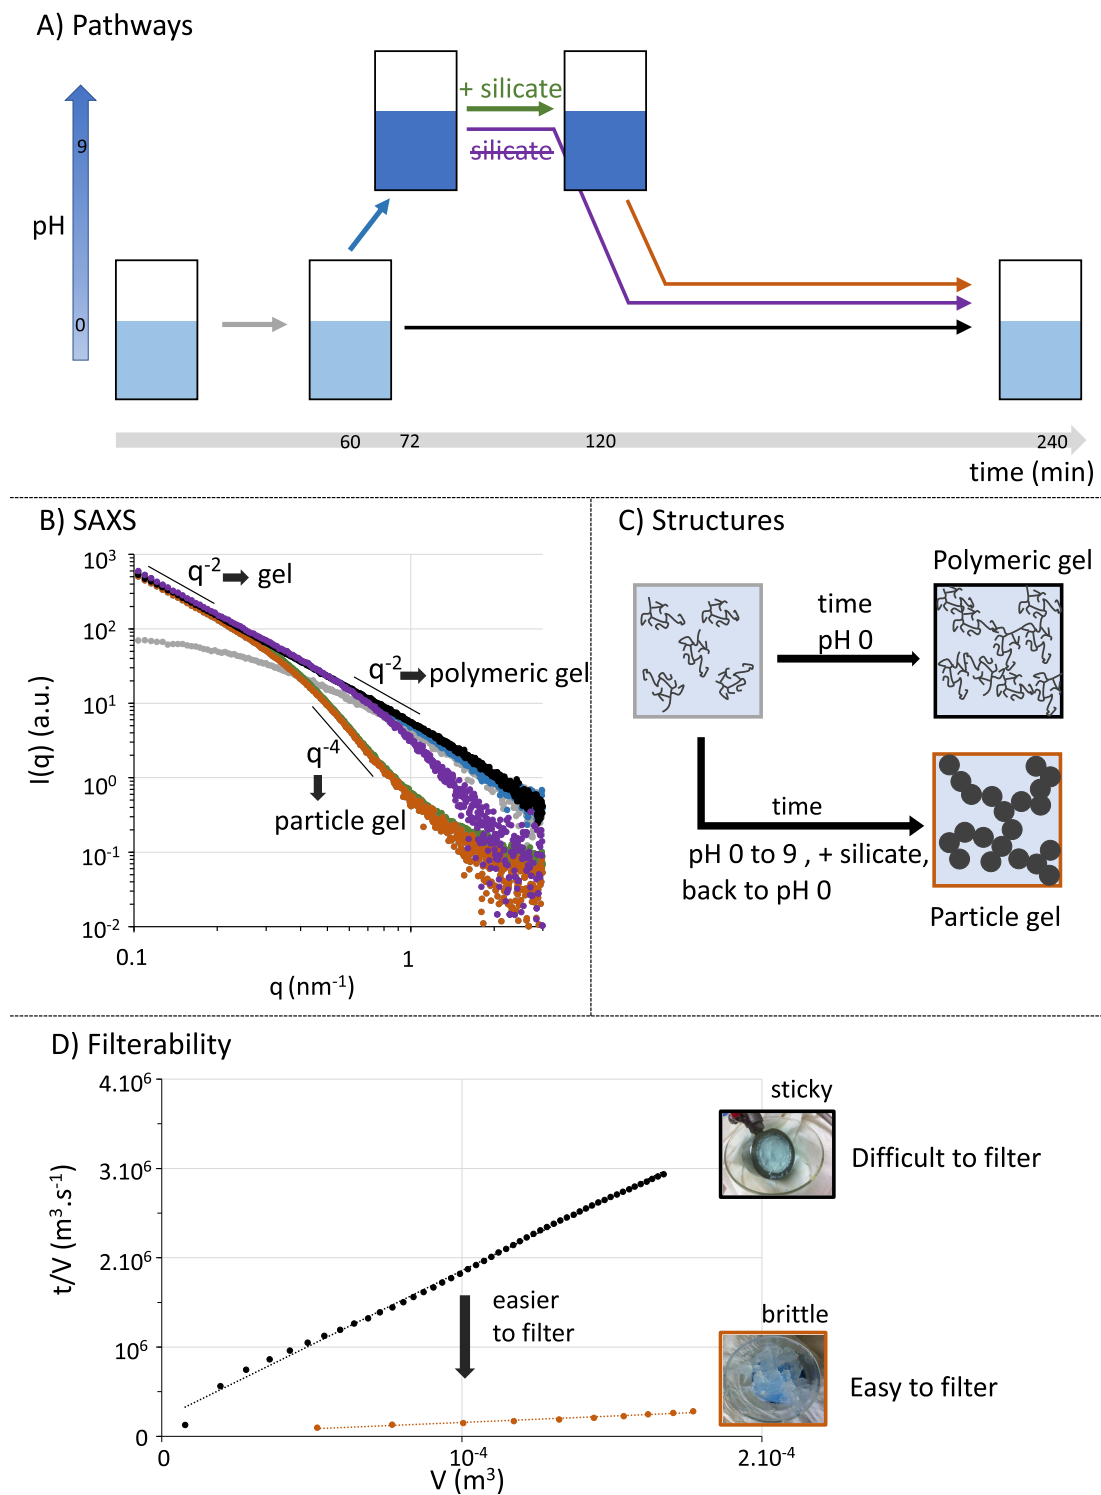 A) Pathways
+ silicate
silicate
9
pH
0
60
72
120
240
time (min)
B) SAXS
10³
q⁻² gel
10²
q⁻² polymeric gel
10¹
I(q) (a.u.)
q⁻⁴
10⁰
particle gel
10⁻¹
10⁻²
0.1
1
q (nm⁻¹)
C) Structures
Polymeric gel
time
pH 0
time
pH 0 to 9 , + silicate,
back to pH 0
Particle gel
D) Filterability
4.10⁶
sticky
Difficult to filter
3.10⁶
t/V (m³.s⁻¹)
2.10⁶
easier
to filter
brittle
10⁶
Easy to filter
0
0
10⁻⁴
2.10⁻⁴
V (m³)